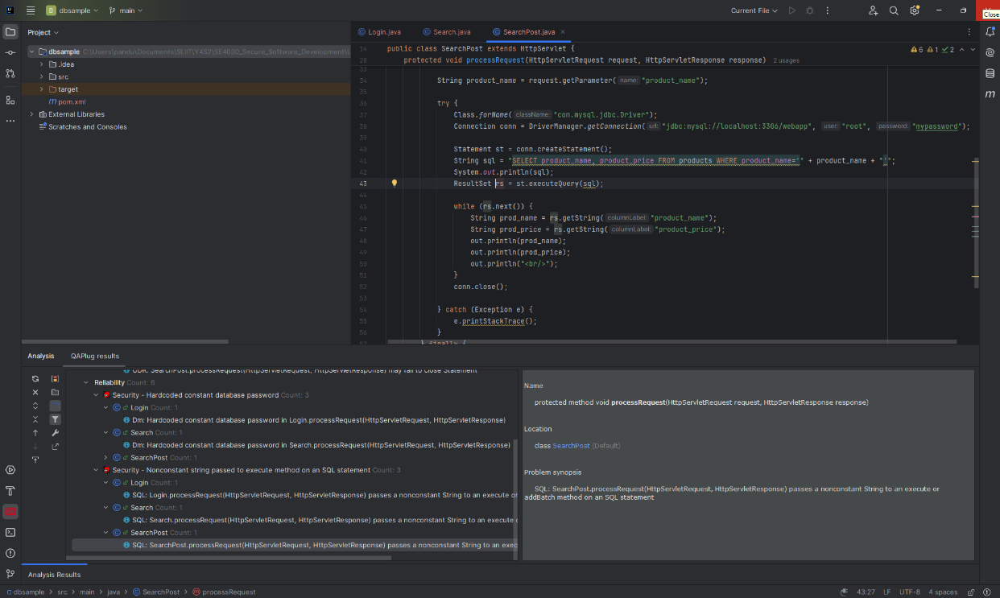 dbsample
main
Current File
Close
Project
Login.java
Search.java
SearchPost.java
dbsample C:\Users\pandu\Documents\SLIIT\Y4S2\SE4030_Secure_Software_Development\L
.idea
src
target
m pom.xml
External Libraries
Scratches and Consoles
14 public class SearchPost extends HttpServlet {
28 protected void processRequest(HttpServletRequest request, HttpServletResponse response) 2 usages
6 1 2
33
34 String product_name = request.getParameter( name: "product_name");
35
36 try {
37 Class.forName( className: "com.mysql.jdbc.Driver");
38 Connection conn = DriverManager.getConnection( url: "jdbc:mysql://localhost:3306/webapp", user: "root", password: "mypassword");
39
40 Statement st = conn.createStatement();
41 String sql = "SELECT product_name, product_price FROM products WHERE product_name='" + product_name + "'";
42 System.out.println(sql);
43 ResultSet rs = st.executeQuery(sql);
44
45 while (rs.next()) {
46 String prod_name = rs.getString( columnLabel: "product_name");
47 String prod_price = rs.getString( columnLabel: "product_price");
48 out.println(prod_name);
49 out.println(prod_price);
50 out.println("<br/>");
51 }
52 conn.close();
53
54 } catch (Exception e) {
55 e.printStackTrace();
56 }
57 } finally {
Analysis
QAPlug results
ODR: SearchPost.processRequest(HttpServletRequest, HttpServletResponse) may fail to close Statement
Reliability Count: 6
Security - Hardcoded constant database password Count: 3
Login Count: 1
Dm: Hardcoded constant database password in Login.processRequest(HttpServletRequest, HttpServletResponse)
Search Count: 1
Dm: Hardcoded constant database password in Search.processRequest(HttpServletRequest, HttpServletResponse)
SearchPost Count: 1
Security - Nonconstant string passed to execute method on an SQL statement Count: 3
Login Count: 1
SQL: Login.processRequest(HttpServletRequest, HttpServletResponse) passes a nonconstant String to an execute or
Search Count: 1
SQL: Search.processRequest(HttpServletRequest, HttpServletResponse) passes a nonconstant String to an execute
SearchPost Count: 1
SQL: SearchPost.processRequest(HttpServletRequest, HttpServletResponse) passes a nonconstant String to an exec
Name
protected method void processRequest(HttpServletRequest request, HttpServletResponse response)
Location
class SearchPost (Default)
Problem synopsis
SQL: SearchPost.processRequest(HttpServletRequest, HttpServletResponse) passes a nonconstant String to an execute or
addBatch method on an SQL statement
Analysis Results
dbsample > src > main > java > SearchPost > processRequest
43:27 LF UTF-8 4 spaces